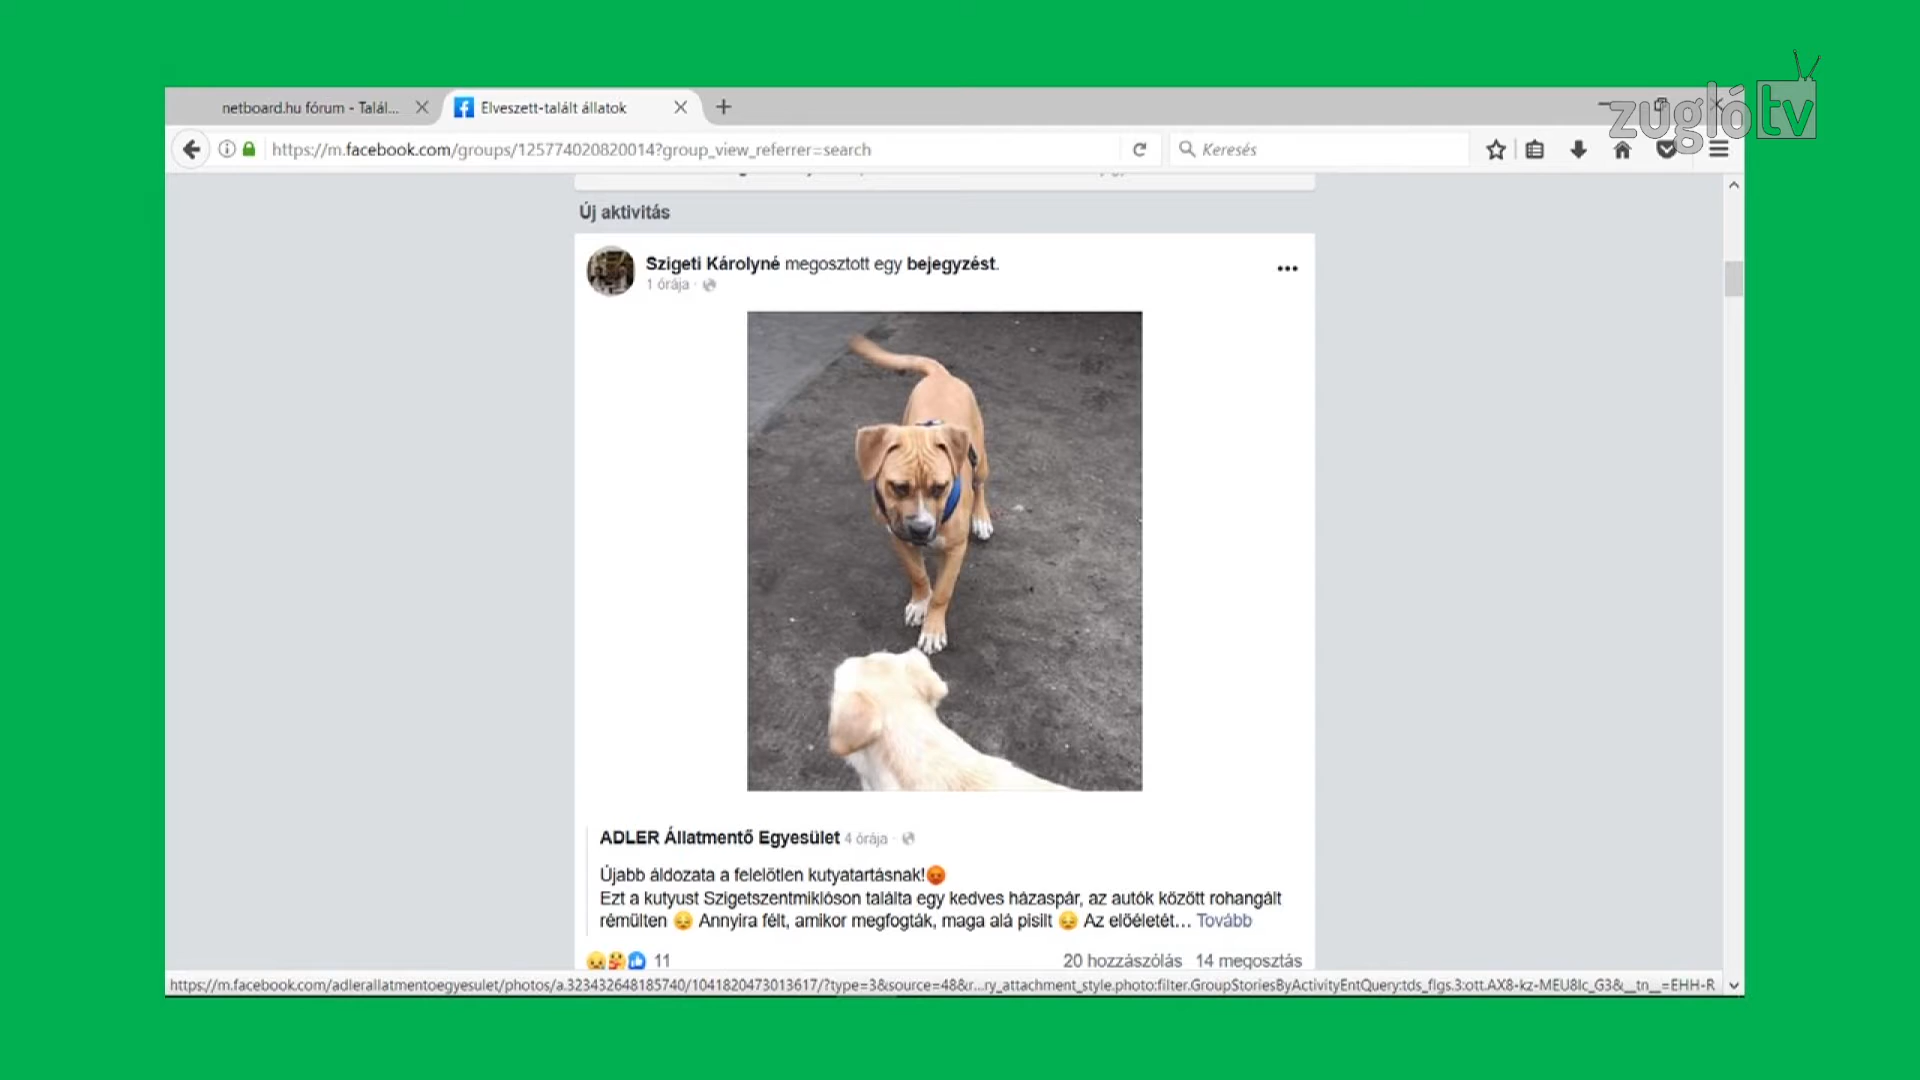 zuglótv
netboard.hu fórum - Talál...
Elveszett-talált állatok
https://m.facebook.com/groups/125774020820014?group_view_referrer=search
Keresés
Új aktivitás
Szigeti Károlyné megosztott egy bejegyzést.
1 órája
ADLER Állatmentő Egyesület 4 órája
Újabb áldozata a felelőtlen kutyatartásnak!😡
Ezt a kutyust Szigetszentmiklóson találta egy kedves házaspár, az autók között rohangált
rémülten 😔 Annyira félt, amikor megfogták, maga alá pisilt 😔 Az előéletét... Tovább
11
20 hozzászólás 14 megosztás
https://m.facebook.com/adlerallatmentoegyesulet/photos/a.323432648185740/1041820473013617/?type=3&source=48&r...ry_attachment_style.photo:filter.GroupStoriesByActivityEntQuery:tds_flgs.3:ott.AX8-kz-MEU8Ic_G3&__tn__=EHH-R